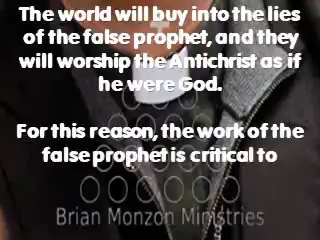 The world will buy into the lies
of the false prophet, and they
will worship the Antichrist as if
he were God.
For this reason, the work of the
false prophet is critical to
Brian Monzon Ministries